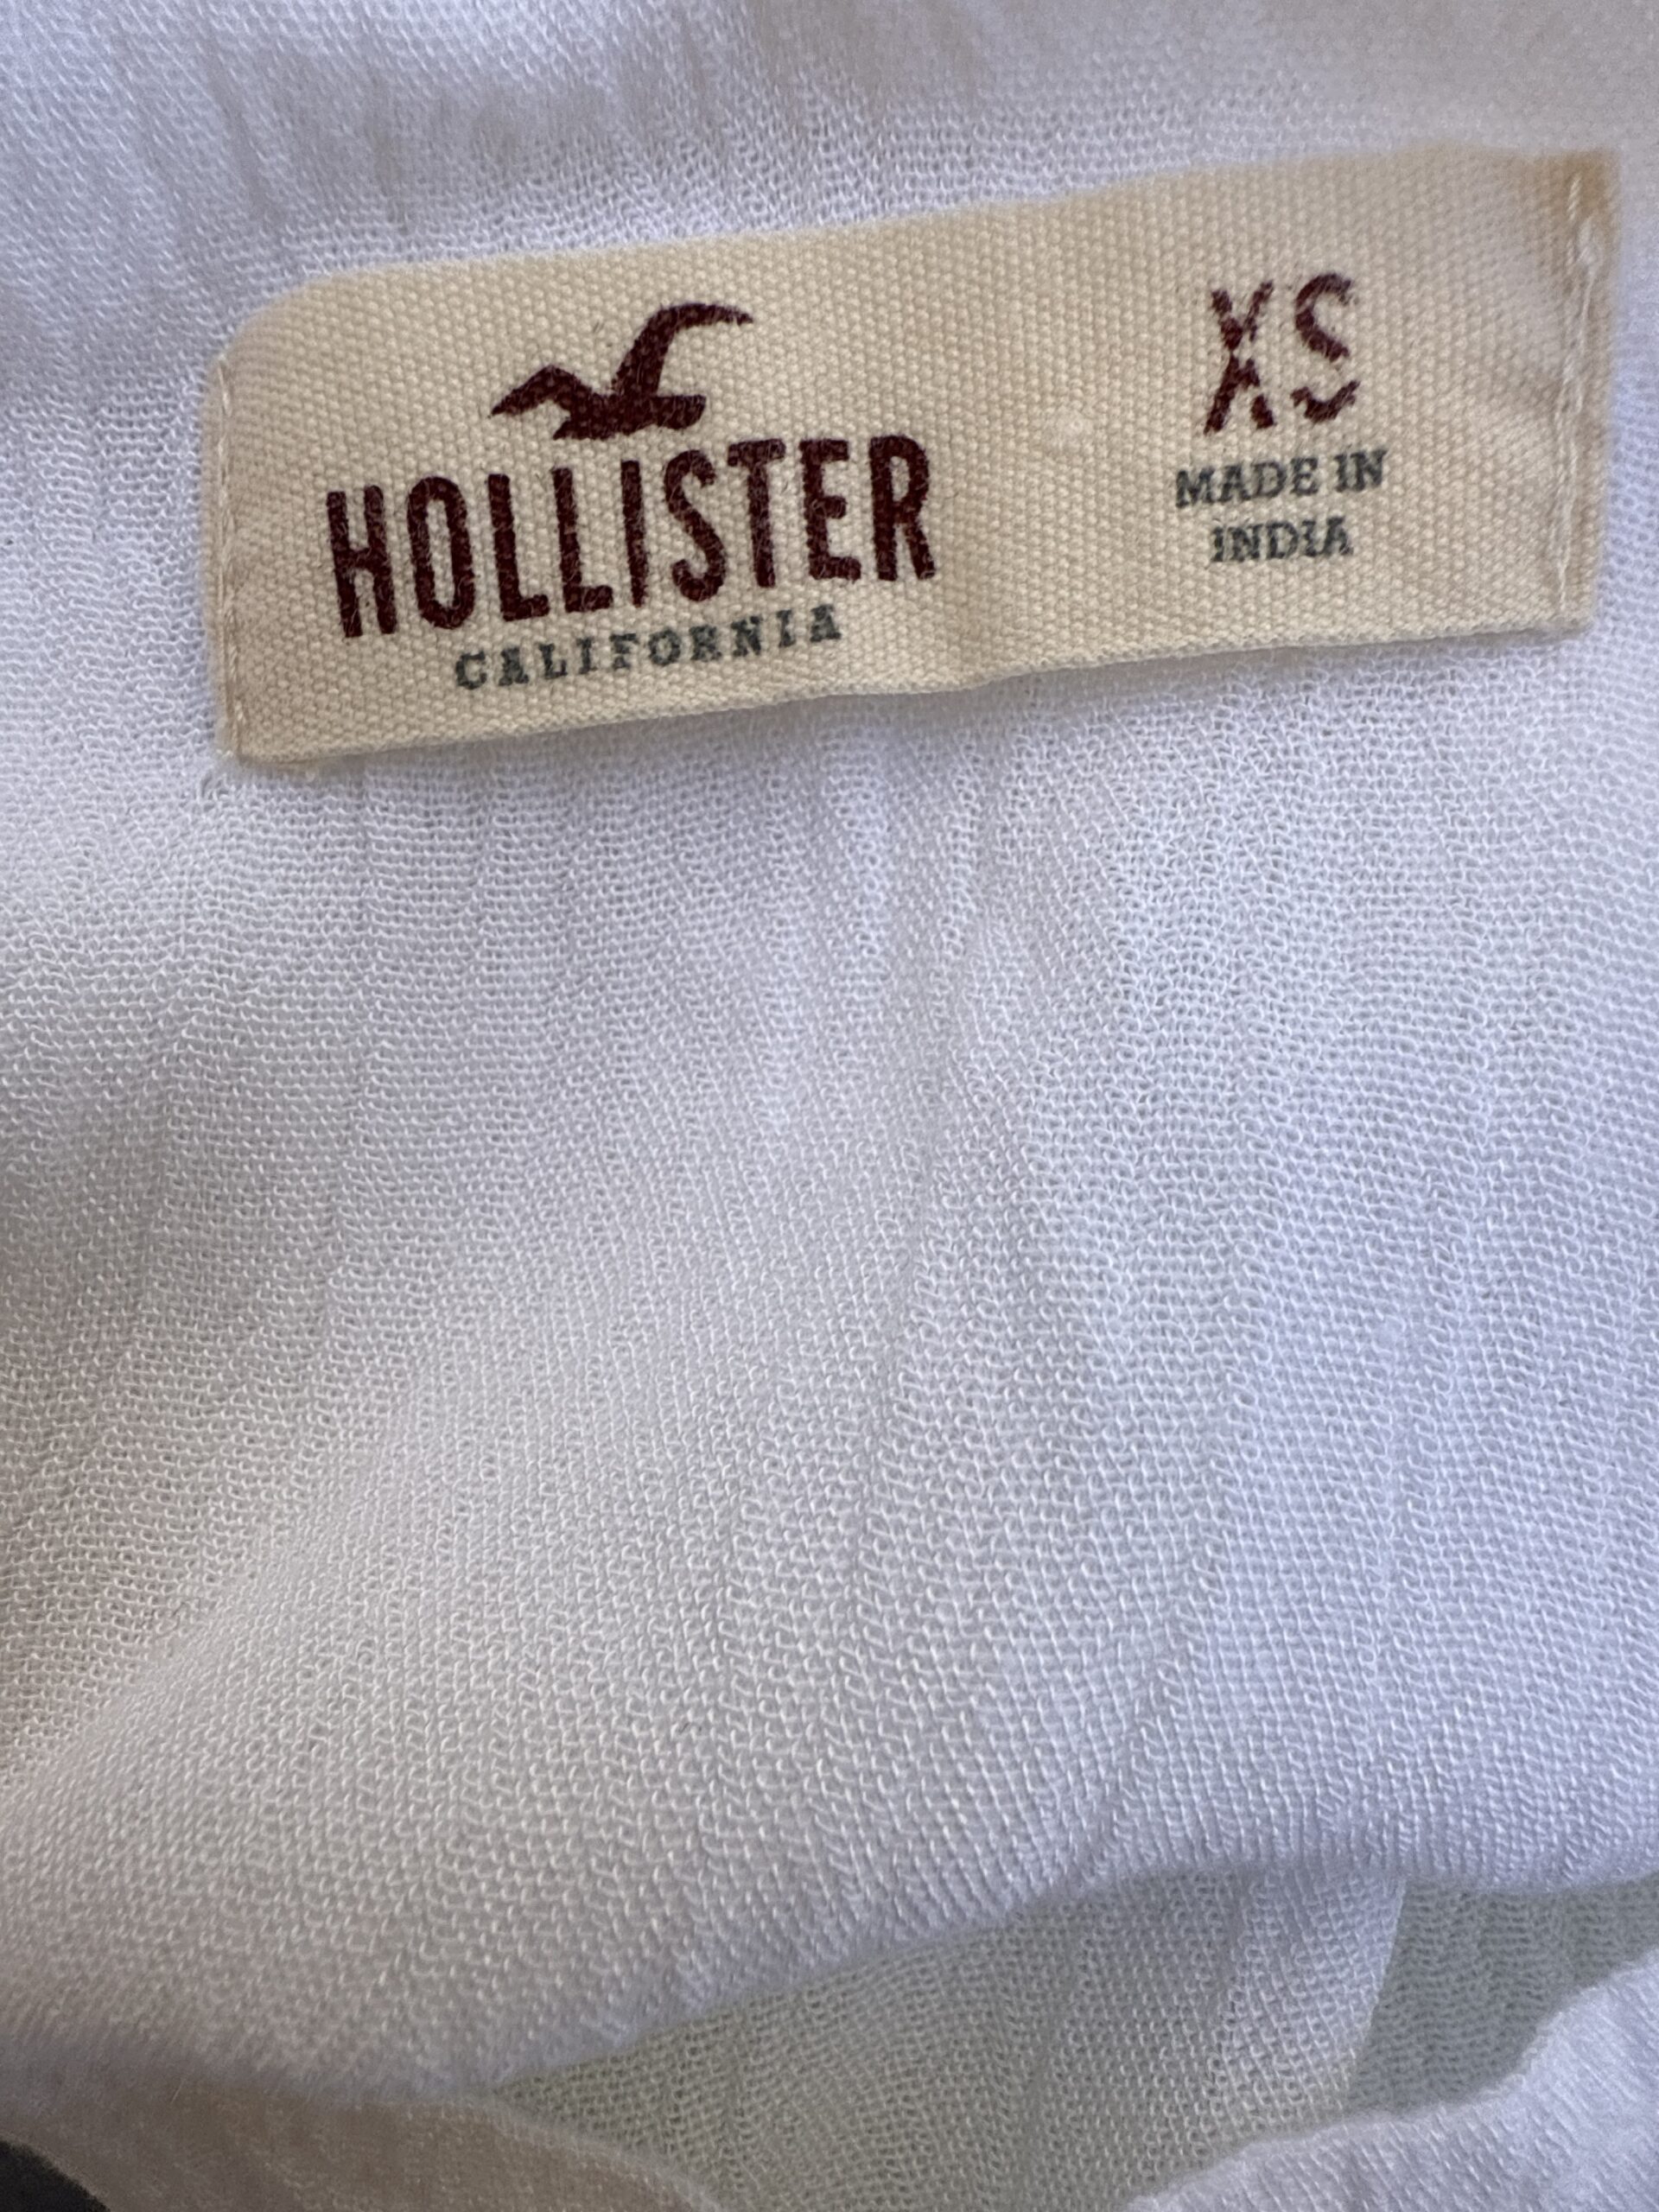 HOLLISTER
CALIFORNIA
XS
MADE IN
INDIA